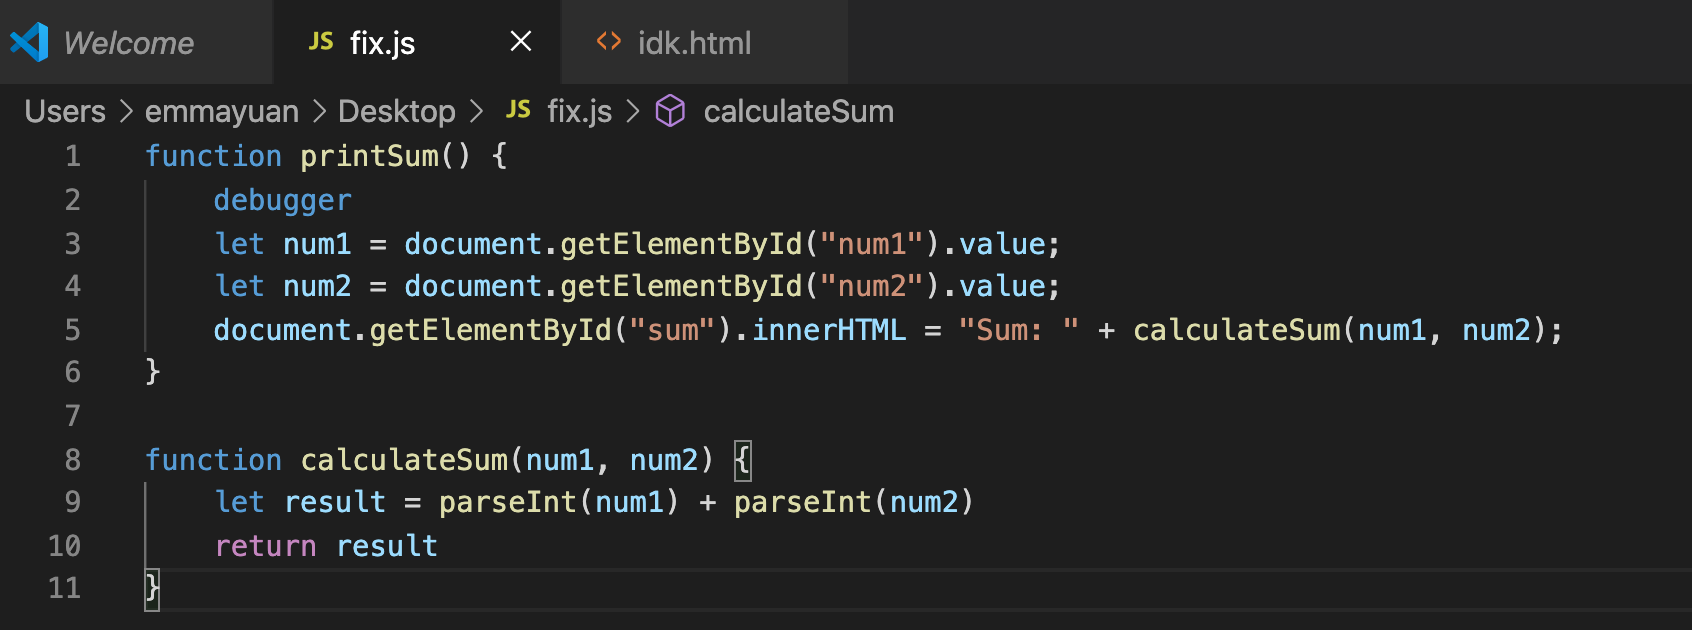 Welcome JS fix.js × <> idk.html
Users > emmayuan > Desktop > JS fix.js > calculateSum
1 function printSum() {
2     debugger
3     let num1 = document.getElementById("num1").value;
4     let num2 = document.getElementById("num2").value;
5     document.getElementById("sum").innerHTML = "Sum: " + calculateSum(num1, num2);
6 }
7
8 function calculateSum(num1, num2) {
9     let result = parseInt(num1) + parseInt(num2)
10     return result
11 }